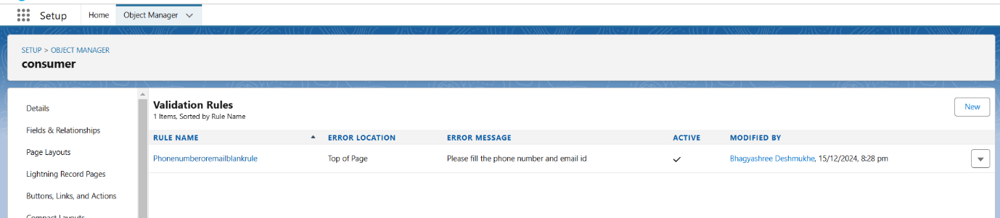 Setup Home Object Manager
SETUP > OBJECT MANAGER
consumer
Details
Fields & Relationships
Page Layouts
Lightning Record Pages
Buttons, Links, and Actions
Compact Layouts
Validation Rules
New
1 Items, Sorted by Rule Name
RULE NAME ERROR LOCATION ERROR MESSAGE ACTIVE MODIFIED BY
Phonenumberoremailblankrule Top of Page Please fill the phone number and email id Bhagyashree Deshmukhe, 15/12/2024, 8:28 pm